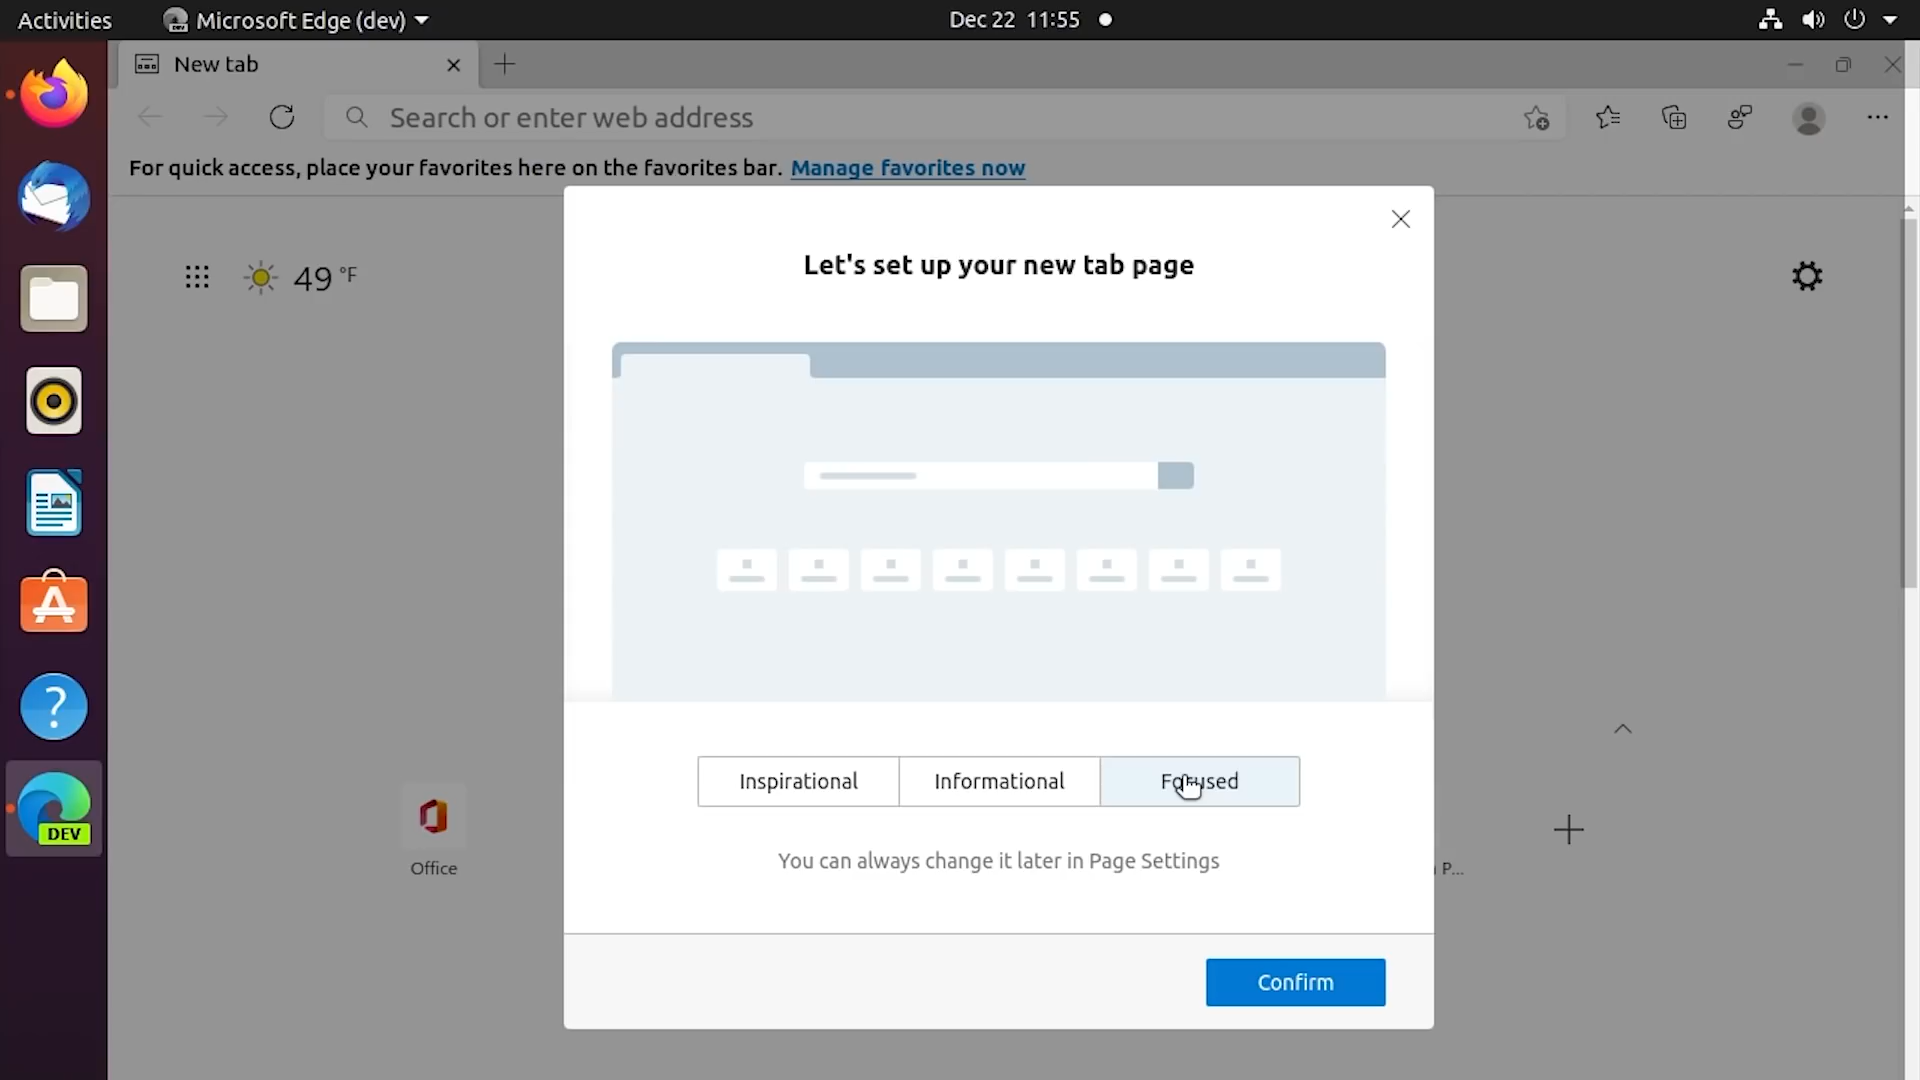 Activities
Microsoft Edge (dev)
Dec 22 11:55
New tab
Search or enter web address
For quick access, place your favorites here on the favorites bar. Manage favorites now
49 °F
Let's set up your new tab page
Inspirational
Informational
Focused
You can always change it later in Page Settings
Office
P...
Confirm
DEV